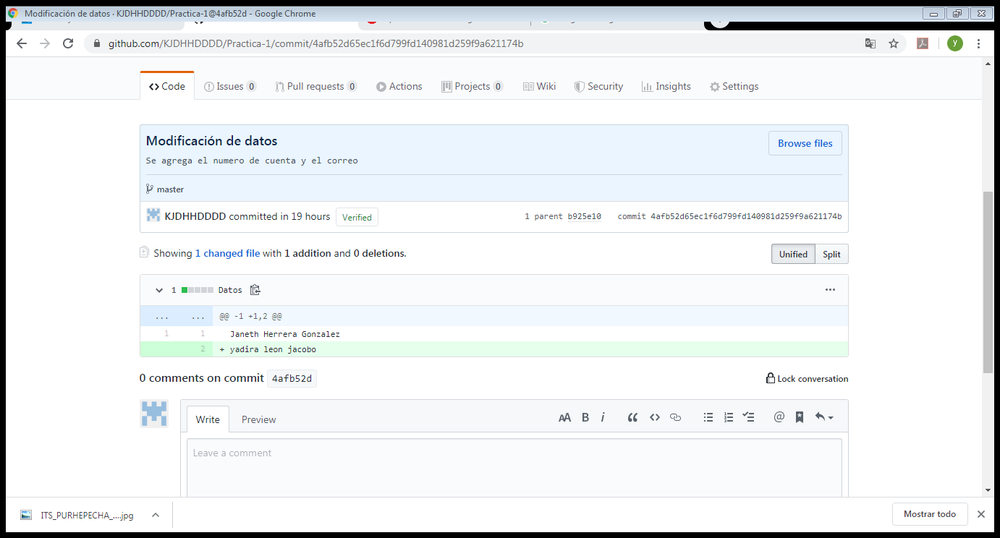 Modificación de datos · KJDHHDDDD/Practica-1@4afb52d - Google Chrome
github.com/KJDHHDDDD/Practica-1/commit/4afb52d65ec1f6d799fd140981d259f9a621174b
y
Code Issues 0 Pull requests 0 Actions Projects 0 Wiki Security Insights Settings
Modificación de datos
Browse files
Se agrega el numero de cuenta y el correo
master
KJDHHDDDD committed in 19 hours Verified 1 parent b925e10 commit 4afb52d65ec1f6d799fd140981d259f9a621174b
Showing 1 changed file with 1 addition and 0 deletions. Unified Split
1 Datos ...
... ... @@ -1 +1,2 @@
1 1 Janeth Herrera Gonzalez
2 + yadira leon jacobo
0 comments on commit 4afb52d Lock conversation
Write Preview AA B i “ <> @
Leave a comment
ITS_PURHEPECHA_....jpg Mostrar todo